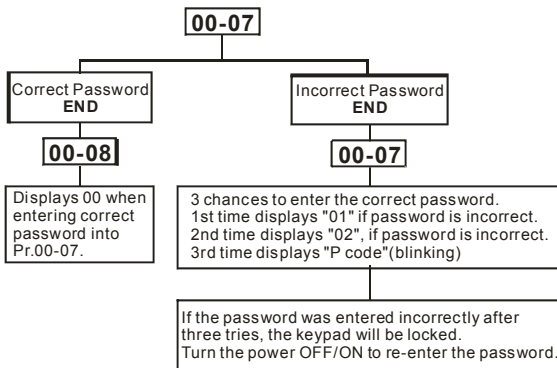 00-07
Correct Password
END
00-08
Displays 00 when
entering correct
password into
Pr.00-07.
Incorrect Password
END
00-07
3 chances to enter the correct password.
1st time displays "01" if password is incorrect.
2nd time displays "02", if password is incorrect.
3rd time displays "P code"(blinking)
If the password was entered incorrectly after
three tries, the keypad will be locked.
Turn the power OFF/ON to re-enter the password.